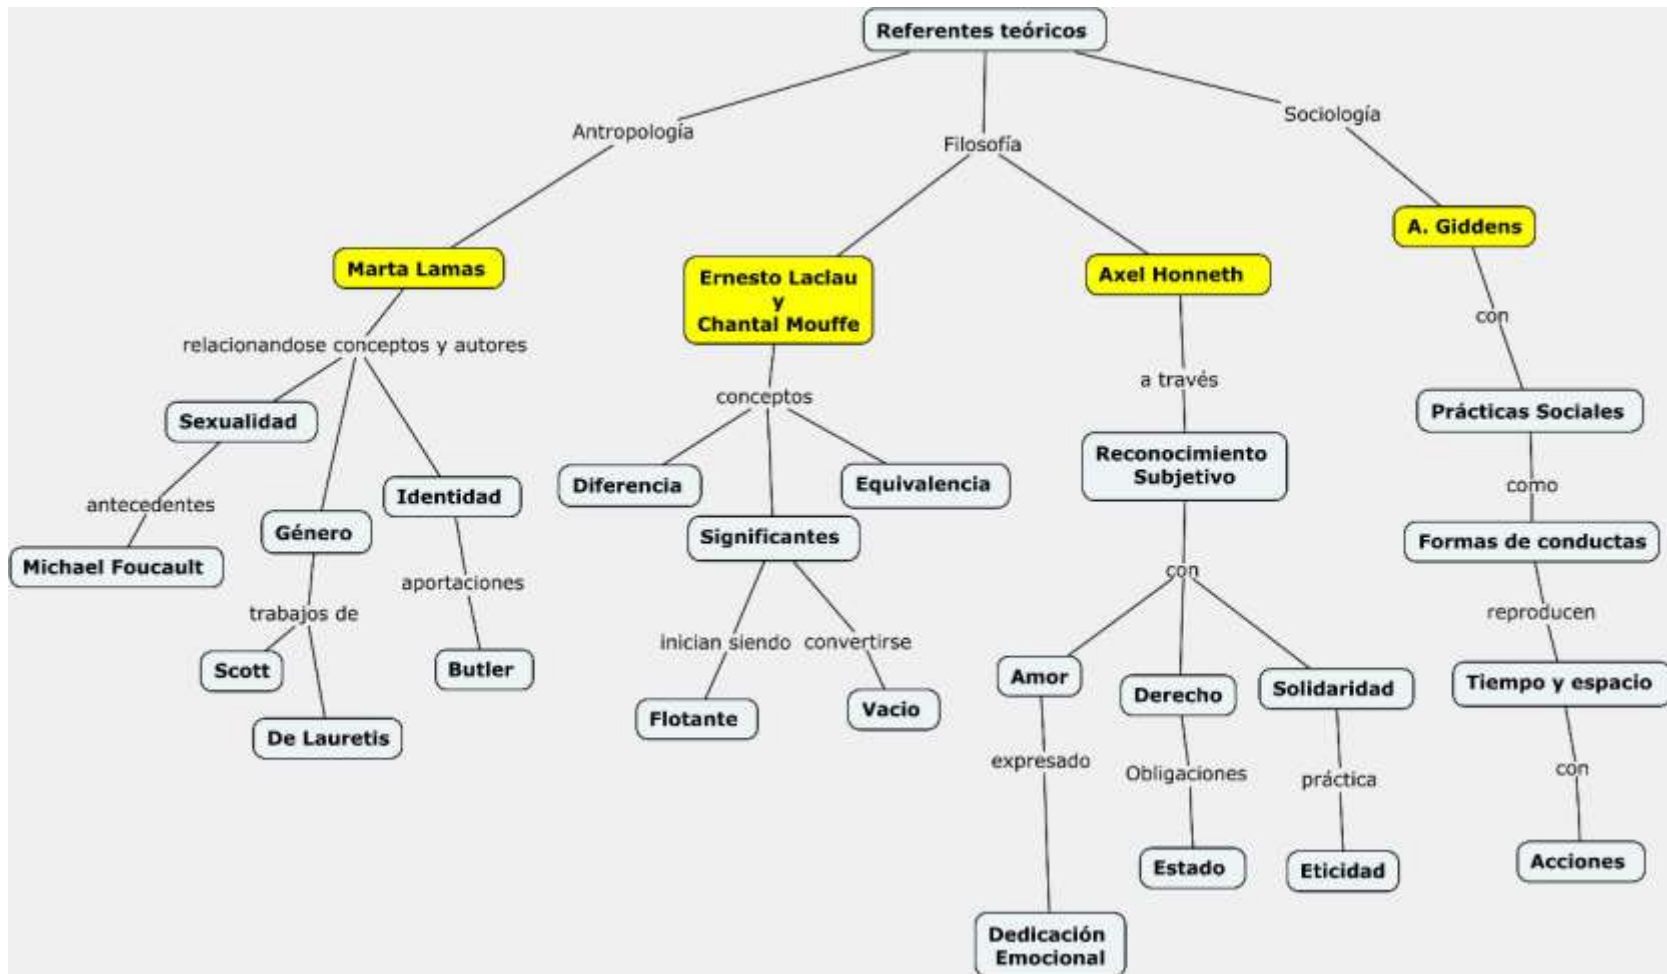 Referentes teóricos
Antropología
Filosofía
Sociología
Marta Lamas
relacionandose conceptos y autores
Sexualidad
antecedentes
Michael Foucault
Género
trabajos de
Scott
De Lauretis
Identidad
aportaciones
Butler
Ernesto Laclau
y
Chantal Mouffe
conceptos
Diferencia
Equivalencia
Significantes
inician siendo
convertirse
Flotante
Vacio
Axel Honneth
a través
Reconocimiento
Subjetivo
con
Amor
expresado
Dedicación
Emocional
Derecho
Obligaciones
Estado
Solidaridad
práctica
Eticidad
A. Giddens
con
Prácticas Sociales
como
Formas de conductas
reproducen
Tiempo y espacio
con
Acciones